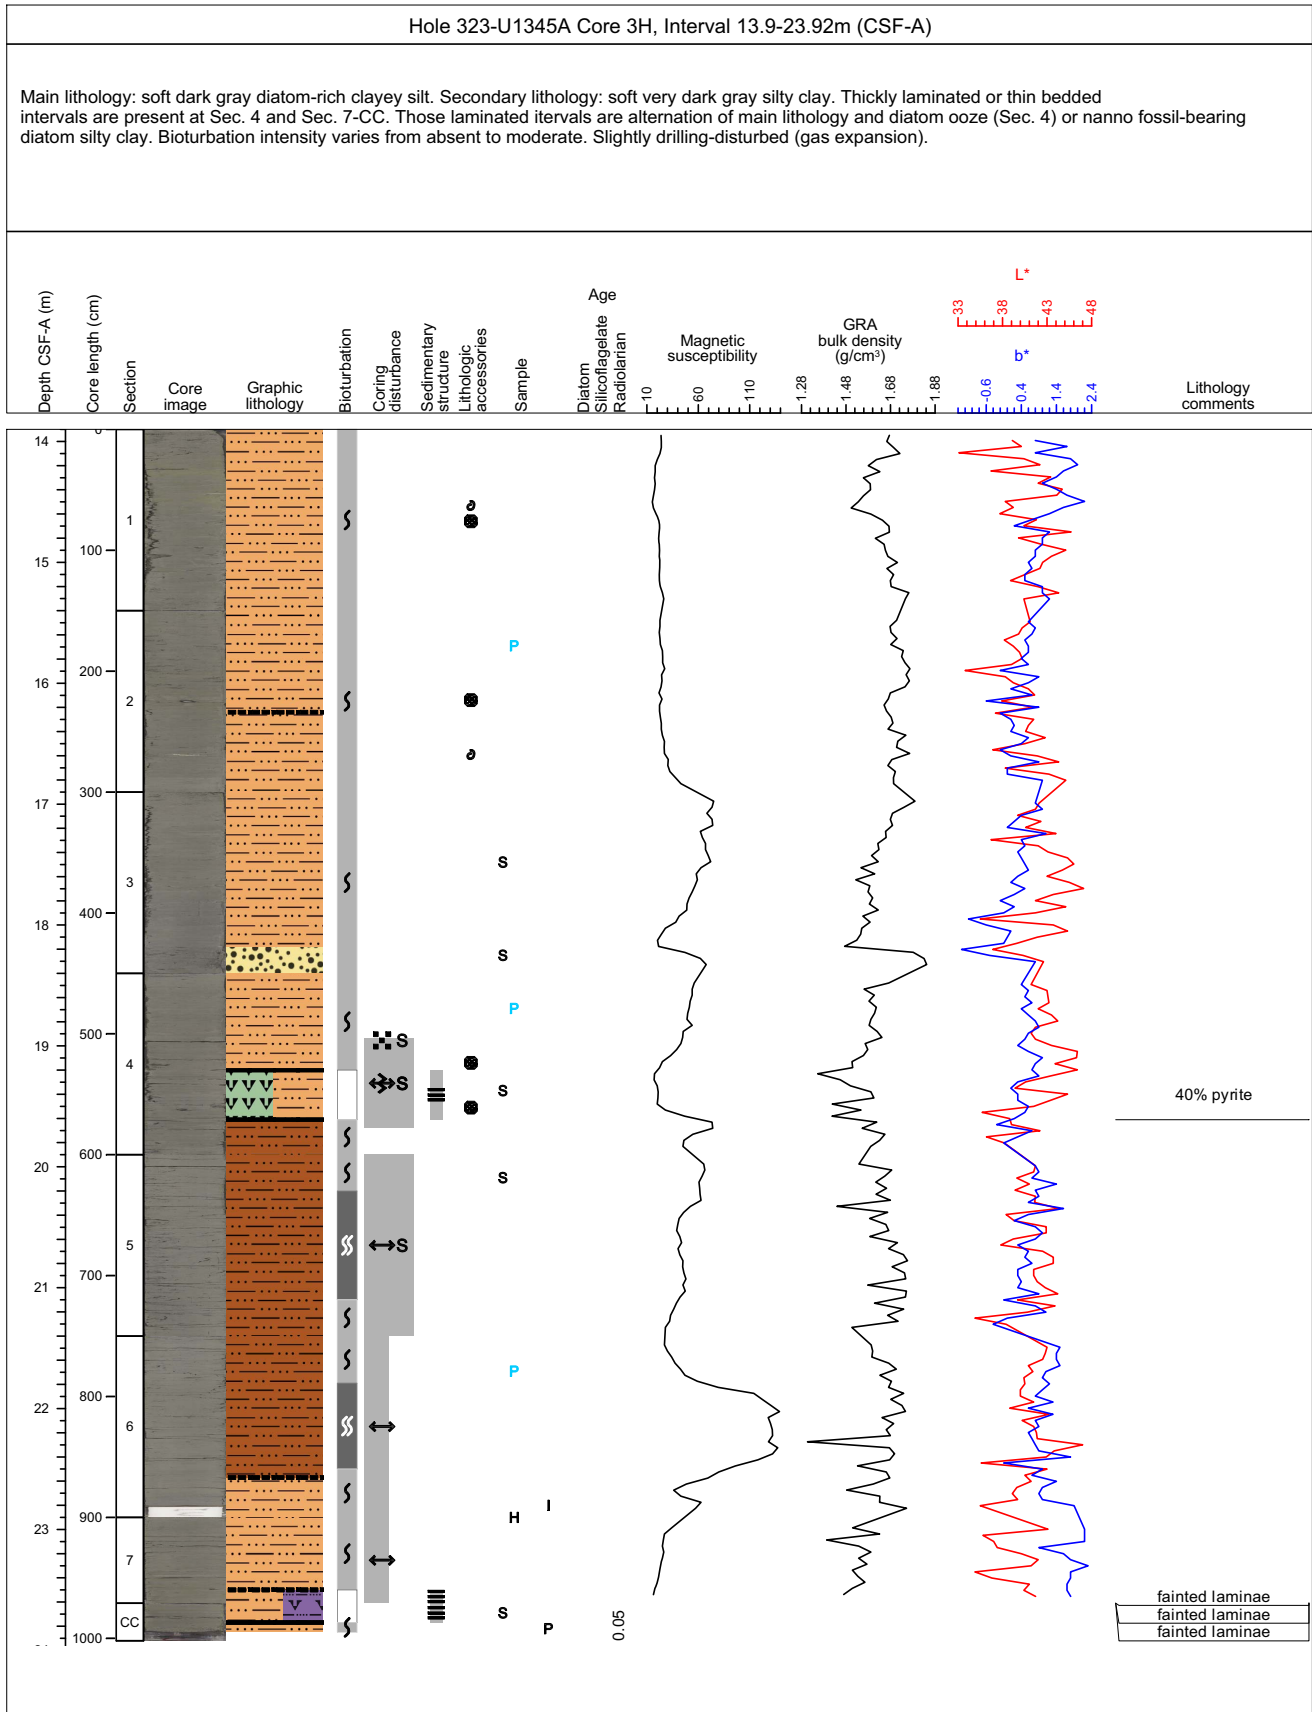 Hole 323-U1345A Core 3H, Interval 13.9-23.92m (CSF-A)
Main lithology: soft dark gray diatom-rich clayey silt. Secondary lithology: soft very dark gray silty clay. Thickly laminated or thin bedded
intervals are present at Sec. 4 and Sec. 7-CC. Those laminated itervals are alternation of main lithology and diatom ooze (Sec. 4) or nanno fossil-bearing
diatom silty clay. Bioturbation intensity varies from absent to moderate. Slightly drilling-disturbed (gas expansion).
Depth CSF-A (m)
Core length (cm)
Section
Core
image
Graphic
lithology
Bioturbation
Coring
disturbance
Sedimentary
structure
Lithologic
accessories
Sample
Age
Diatom
Silicoflagelate
Radiolarian
Magnetic
susceptibility
10 60 110
GRA
bulk density
(g/cm³)
1.28 1.48 1.68 1.88
L*
33 38 43 48
b*
-0.6 0.4 1.4 2.4
Lithology
comments
14
1
100
15
P
200
16
2
300
17
S
3
400
18
S
P
500
19
S
4
S
S
40% pyrite
600
20
S
5
S
700
21
P
800
22
6
I
900
H
23
7
fainted laminae
S
fainted laminae
CC
0.05
P
fainted laminae
1000